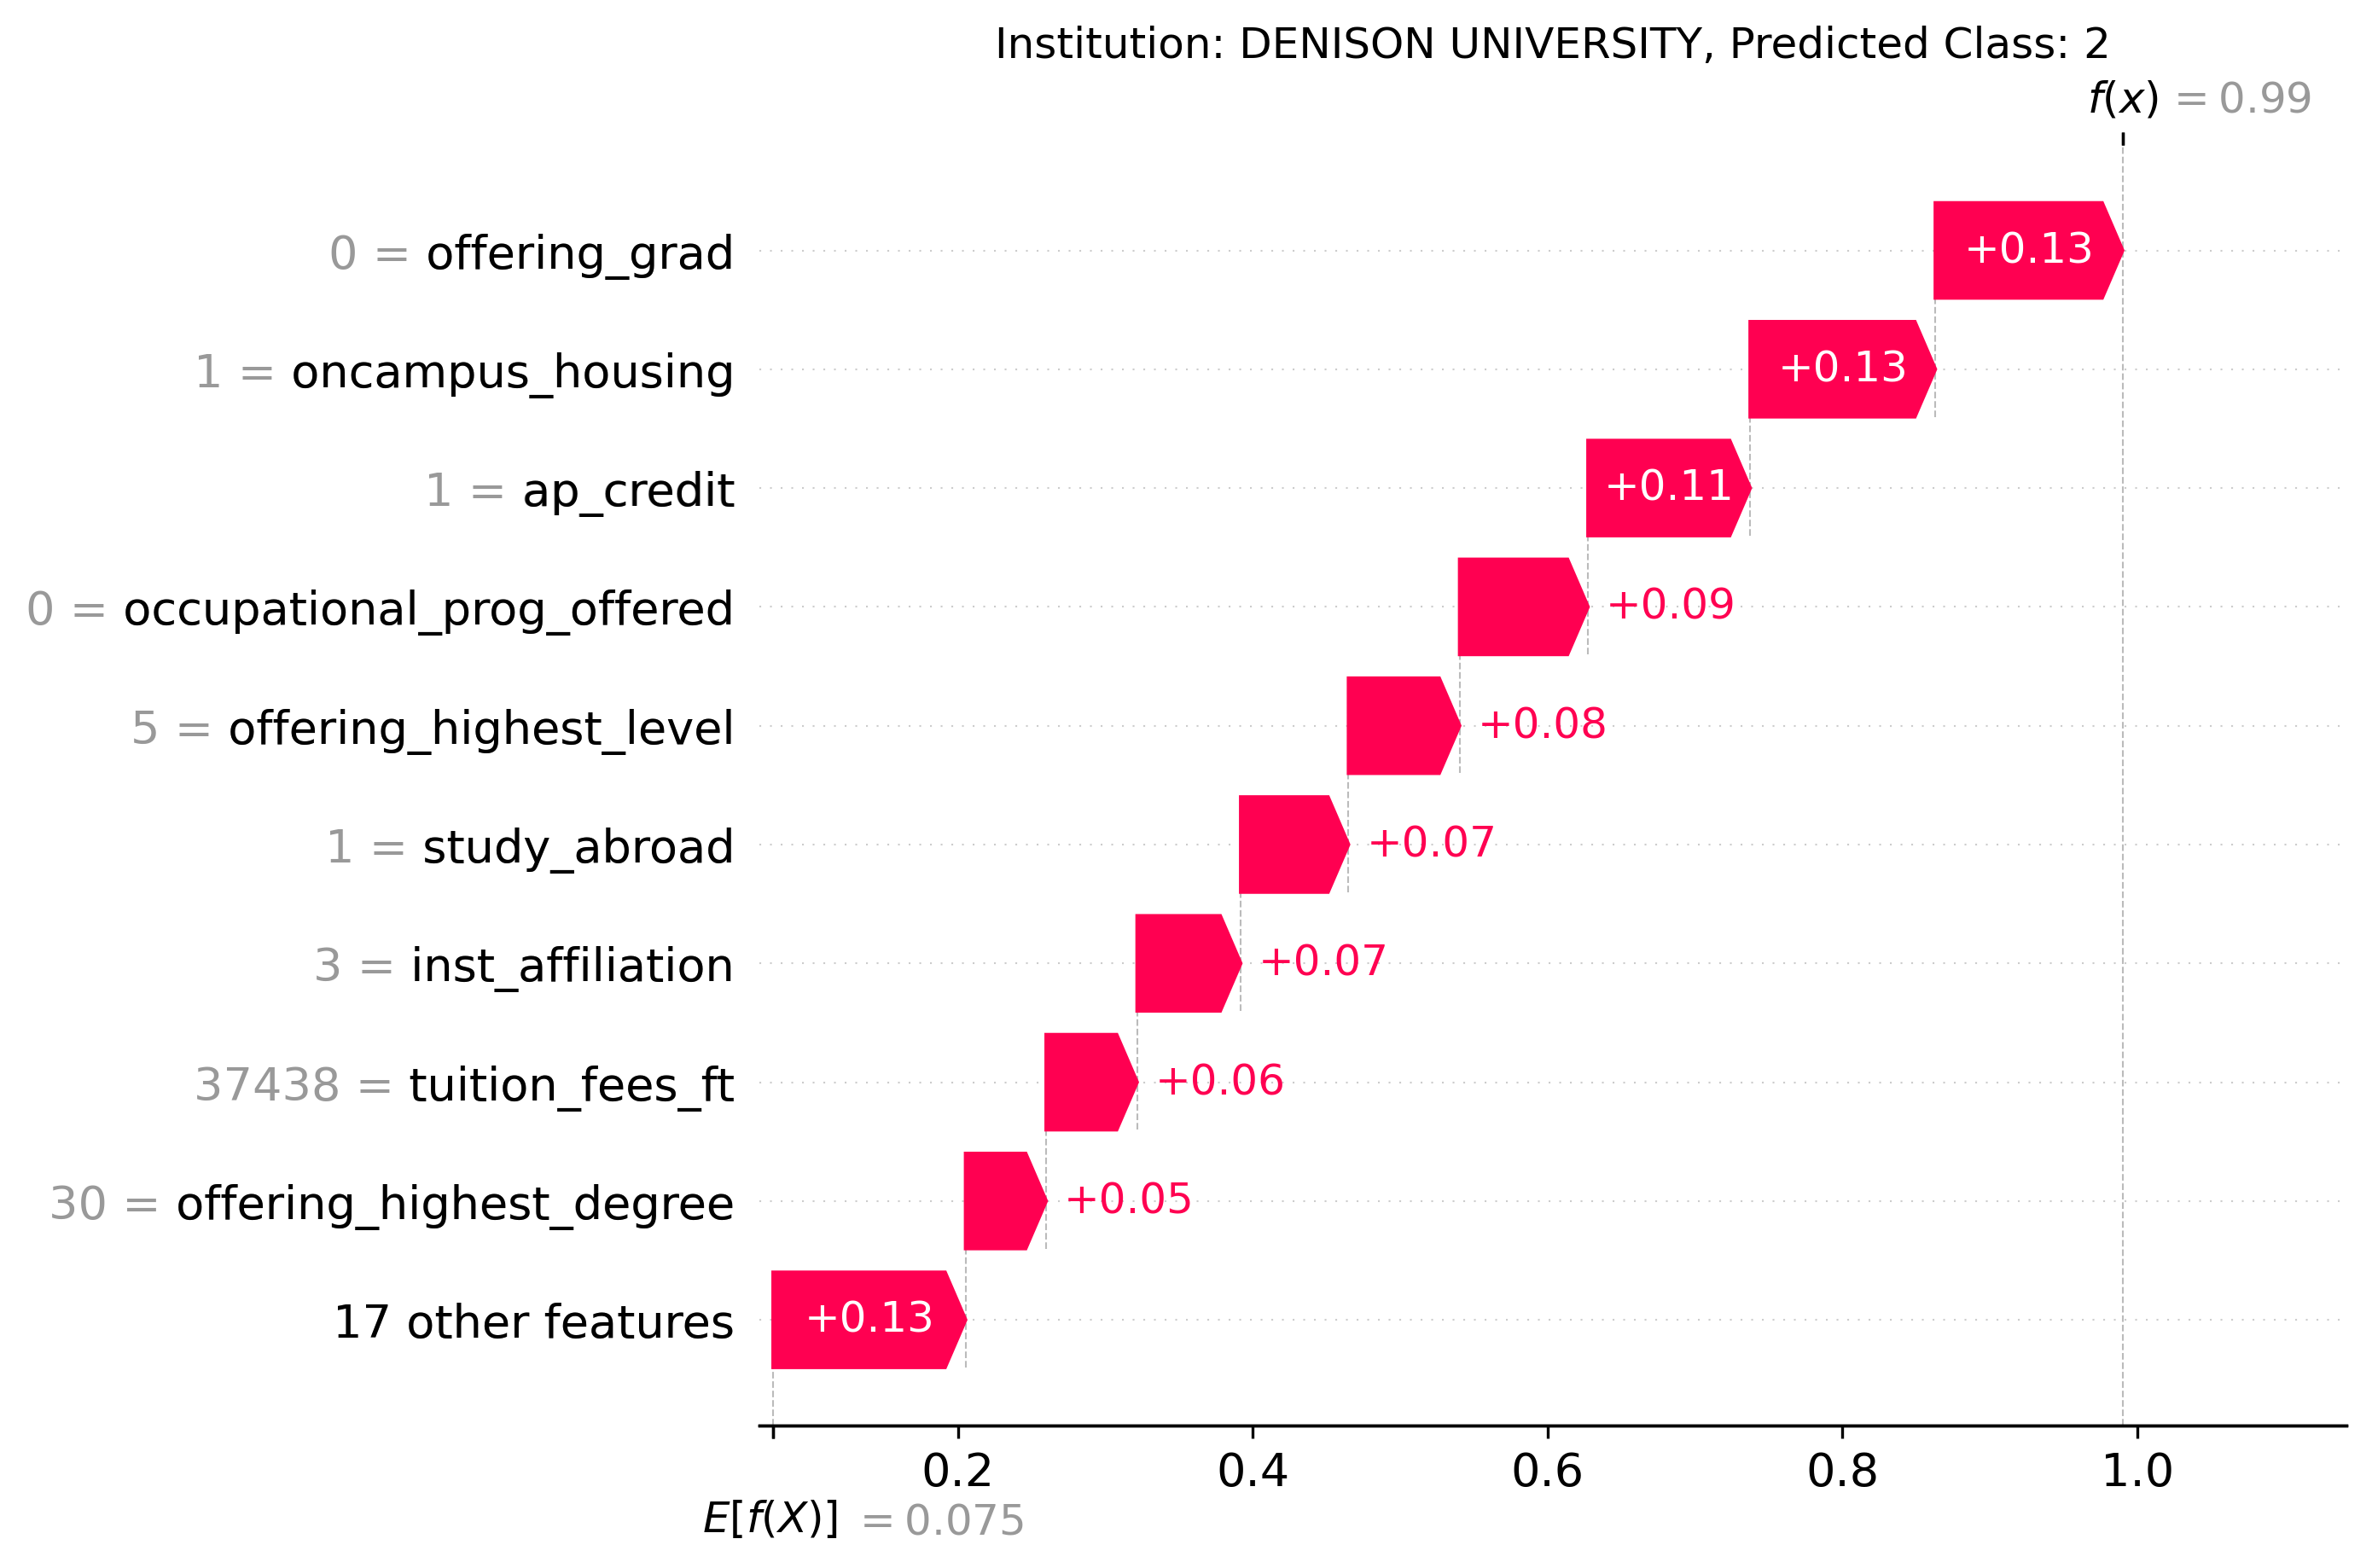 Institution: DENISON UNIVERSITY, Predicted Class: 2
f(x) = 0.99
0 = offering_grad +0.13
1 = oncampus_housing +0.13
1 = ap_credit +0.11
0 = occupational_prog_offered +0.09
5 = offering_highest_level +0.08
1 = study_abroad +0.07
3 = inst_affiliation +0.07
37438 = tuition_fees_ft +0.06
30 = offering_highest_degree +0.05
17 other features +0.13
0.2 0.4 0.6 0.8 1.0
E[f(X)] = 0.075